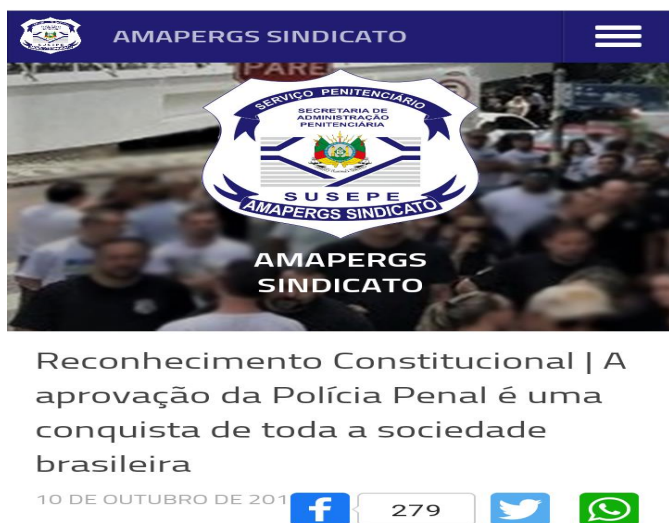 AMAPERGS SINDICATO
PARE
SERVIÇO PENITENCIÁRIO
SECRETARIA DE
ADMINISTRAÇÃO
PENITENCIÁRIA
SUSEPE
AMAPERGS SINDICATO
AMAPERGS
SINDICATO
Reconhecimento Constitucional | A
aprovação da Polícia Penal é uma
conquista de toda a sociedade
brasileira
10 DE OUTUBRO DE 201
279